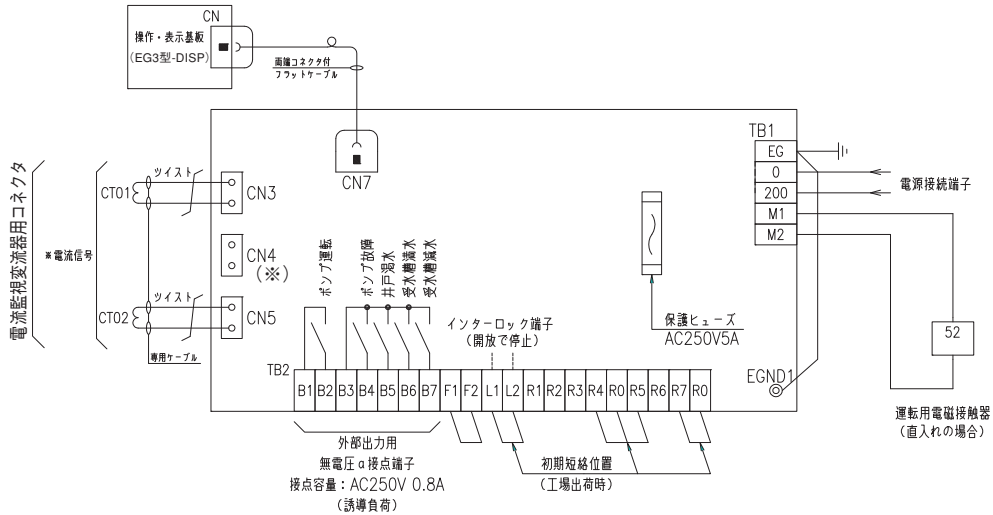 CN
操作・表示基板
（EG3型-DISP）
両端コネクタ付
フラットケーブル
CN7
電流監視変流器用コネクタ
※電流信号
CT01
ツイスト
CN3
CN4
（※）
CT02
ツイスト
CN5
専用ケーブル
ポンプ運転
ポンプ故障
井戸渇水
受水槽満水
受水槽減水
インターロック端子
（開放で停止）
保護ヒューズ
AC250V5A
TB1
EG
0
200
M1
M2
電源接続端子
52
運転用電磁接触器
（直入れの場合）
EGND1
TB2
B1 B2 B3 B4 B5 B6 B7 F1 F2 L1 L2 R1 R2 R3 R4 R0 R5 R6 R7 R0
外部出力用
無電圧a接点端子
接点容量：AC250V 0.8A
（誘導負荷）
初期短絡位置
（工場出荷時）